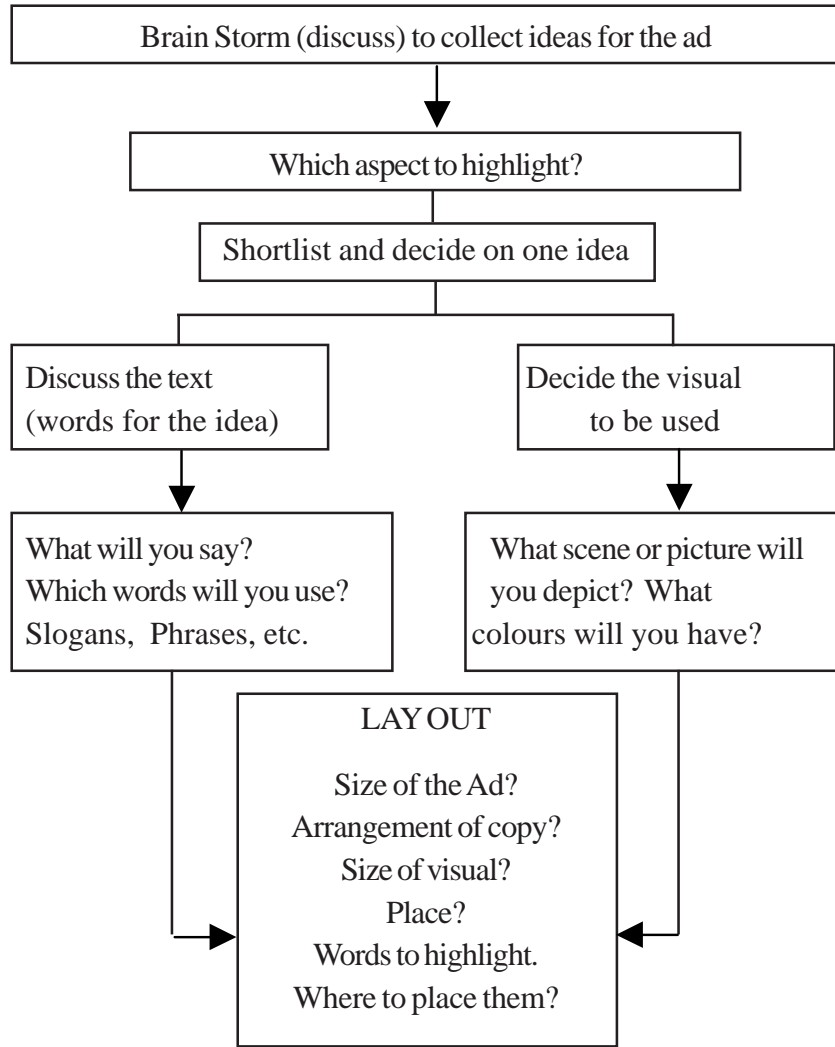 Brain Storm (discuss) to collect ideas for the ad
Which aspect to highlight?
Shortlist and decide on one idea
Discuss the text
(words for the idea)
Decide the visual
to be used
What will you say?
Which words will you use?
Slogans, Phrases, etc.
What scene or picture will
you depict? What
colours will you have?
LAY OUT
Size of the Ad?
Arrangement of copy?
Size of visual?
Place?
Words to highlight.
Where to place them?